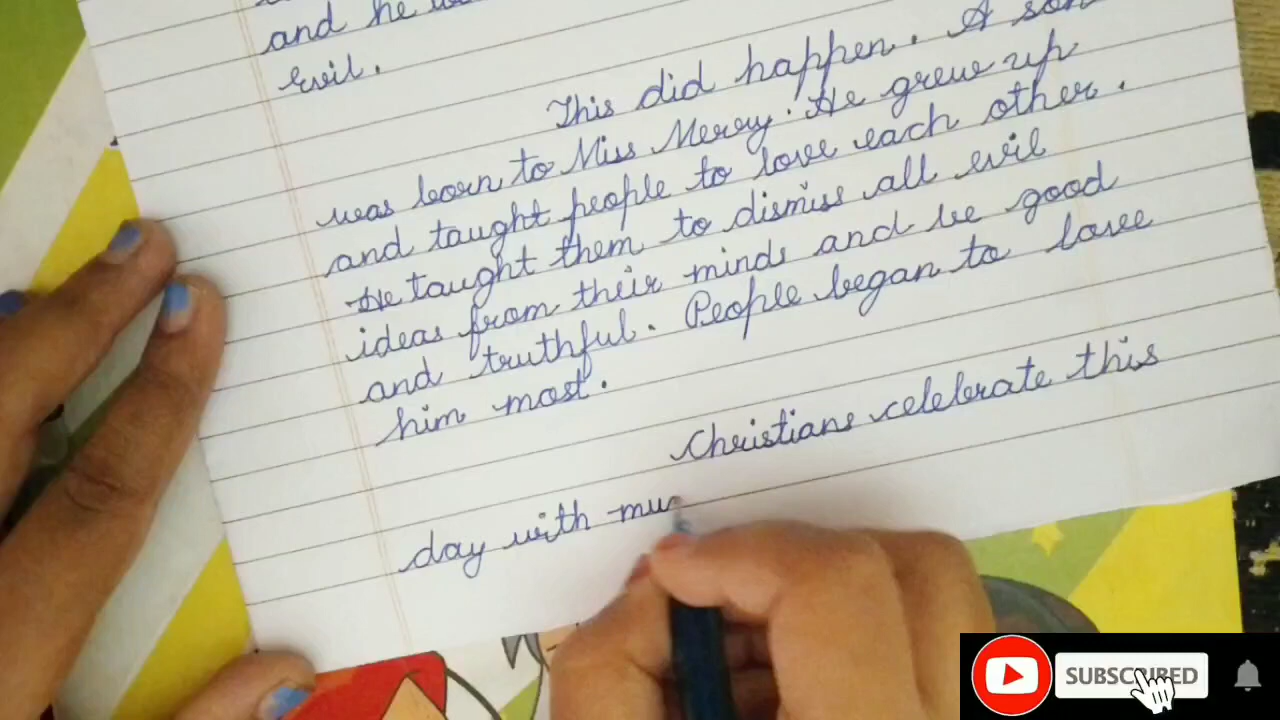 and he
evil.
This did happen. A son
was born to Miss Merry. He grew up
and taught people to love each other.
He taught them to dismiss all evil
ideas from their minds and be good
and truthful. People began to love
him most.
Christians celebrate this
day with mu
SUBSCRIBED